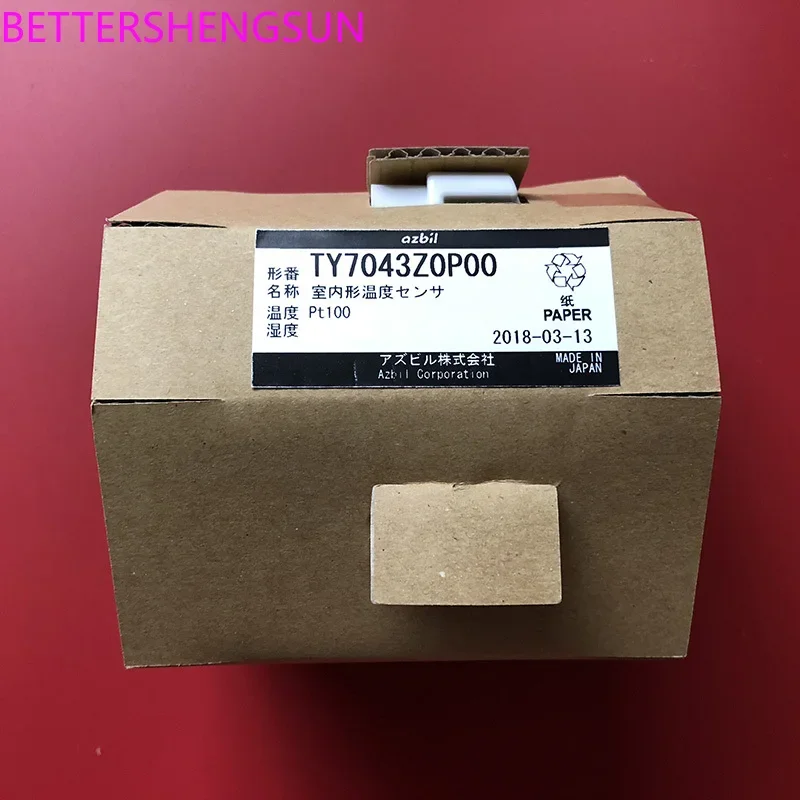 BETTERSHENGSUN
azbil
形番 TY7043Z0P00
名称 室内形温度センサ
温度 Pt100
湿度
紙
PAPER
2018-03-13
アズビル株式会社
Azbil Corporation
MADE IN
JAPAN